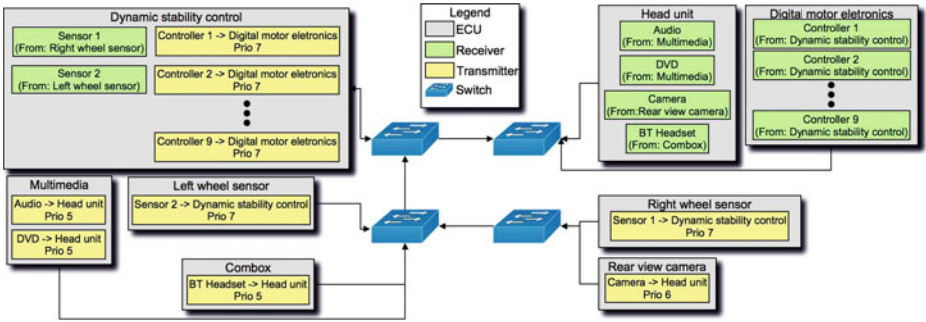 Dynamic stability control
Sensor 1
(From: Right wheel sensor)
Sensor 2
(From: Left wheel sensor)
Controller 1 -> Digital motor eletronics
Prio 7
Controller 2 -> Digital motor eletronics
Prio 7
Controller 9 -> Digital motor eletronics
Prio 7
Legend
ECU
Receiver
Transmitter
Switch
Head unit
Audio
(From: Multimedia)
DVD
(From: Multimedia)
Camera
(From:Rear view camera)
BT Headset
(From: Combox)
Digital motor eletronics
Controller 1
(From: Dynamic stability control)
Controller 2
(From: Dynamic stability control)
Controller 9
(From: Dynamic stability control)
Multimedia
Audio -> Head unit
Prio 5
DVD -> Head unit
Prio 5
Left wheel sensor
Sensor 2 -> Dynamic stability control
Prio 7
Combox
BT Headset -> Head unit
Prio 5
Right wheel sensor
Sensor 1 -> Dynamic stability control
Prio 7
Rear view camera
Camera -> Head unit
Prio 6